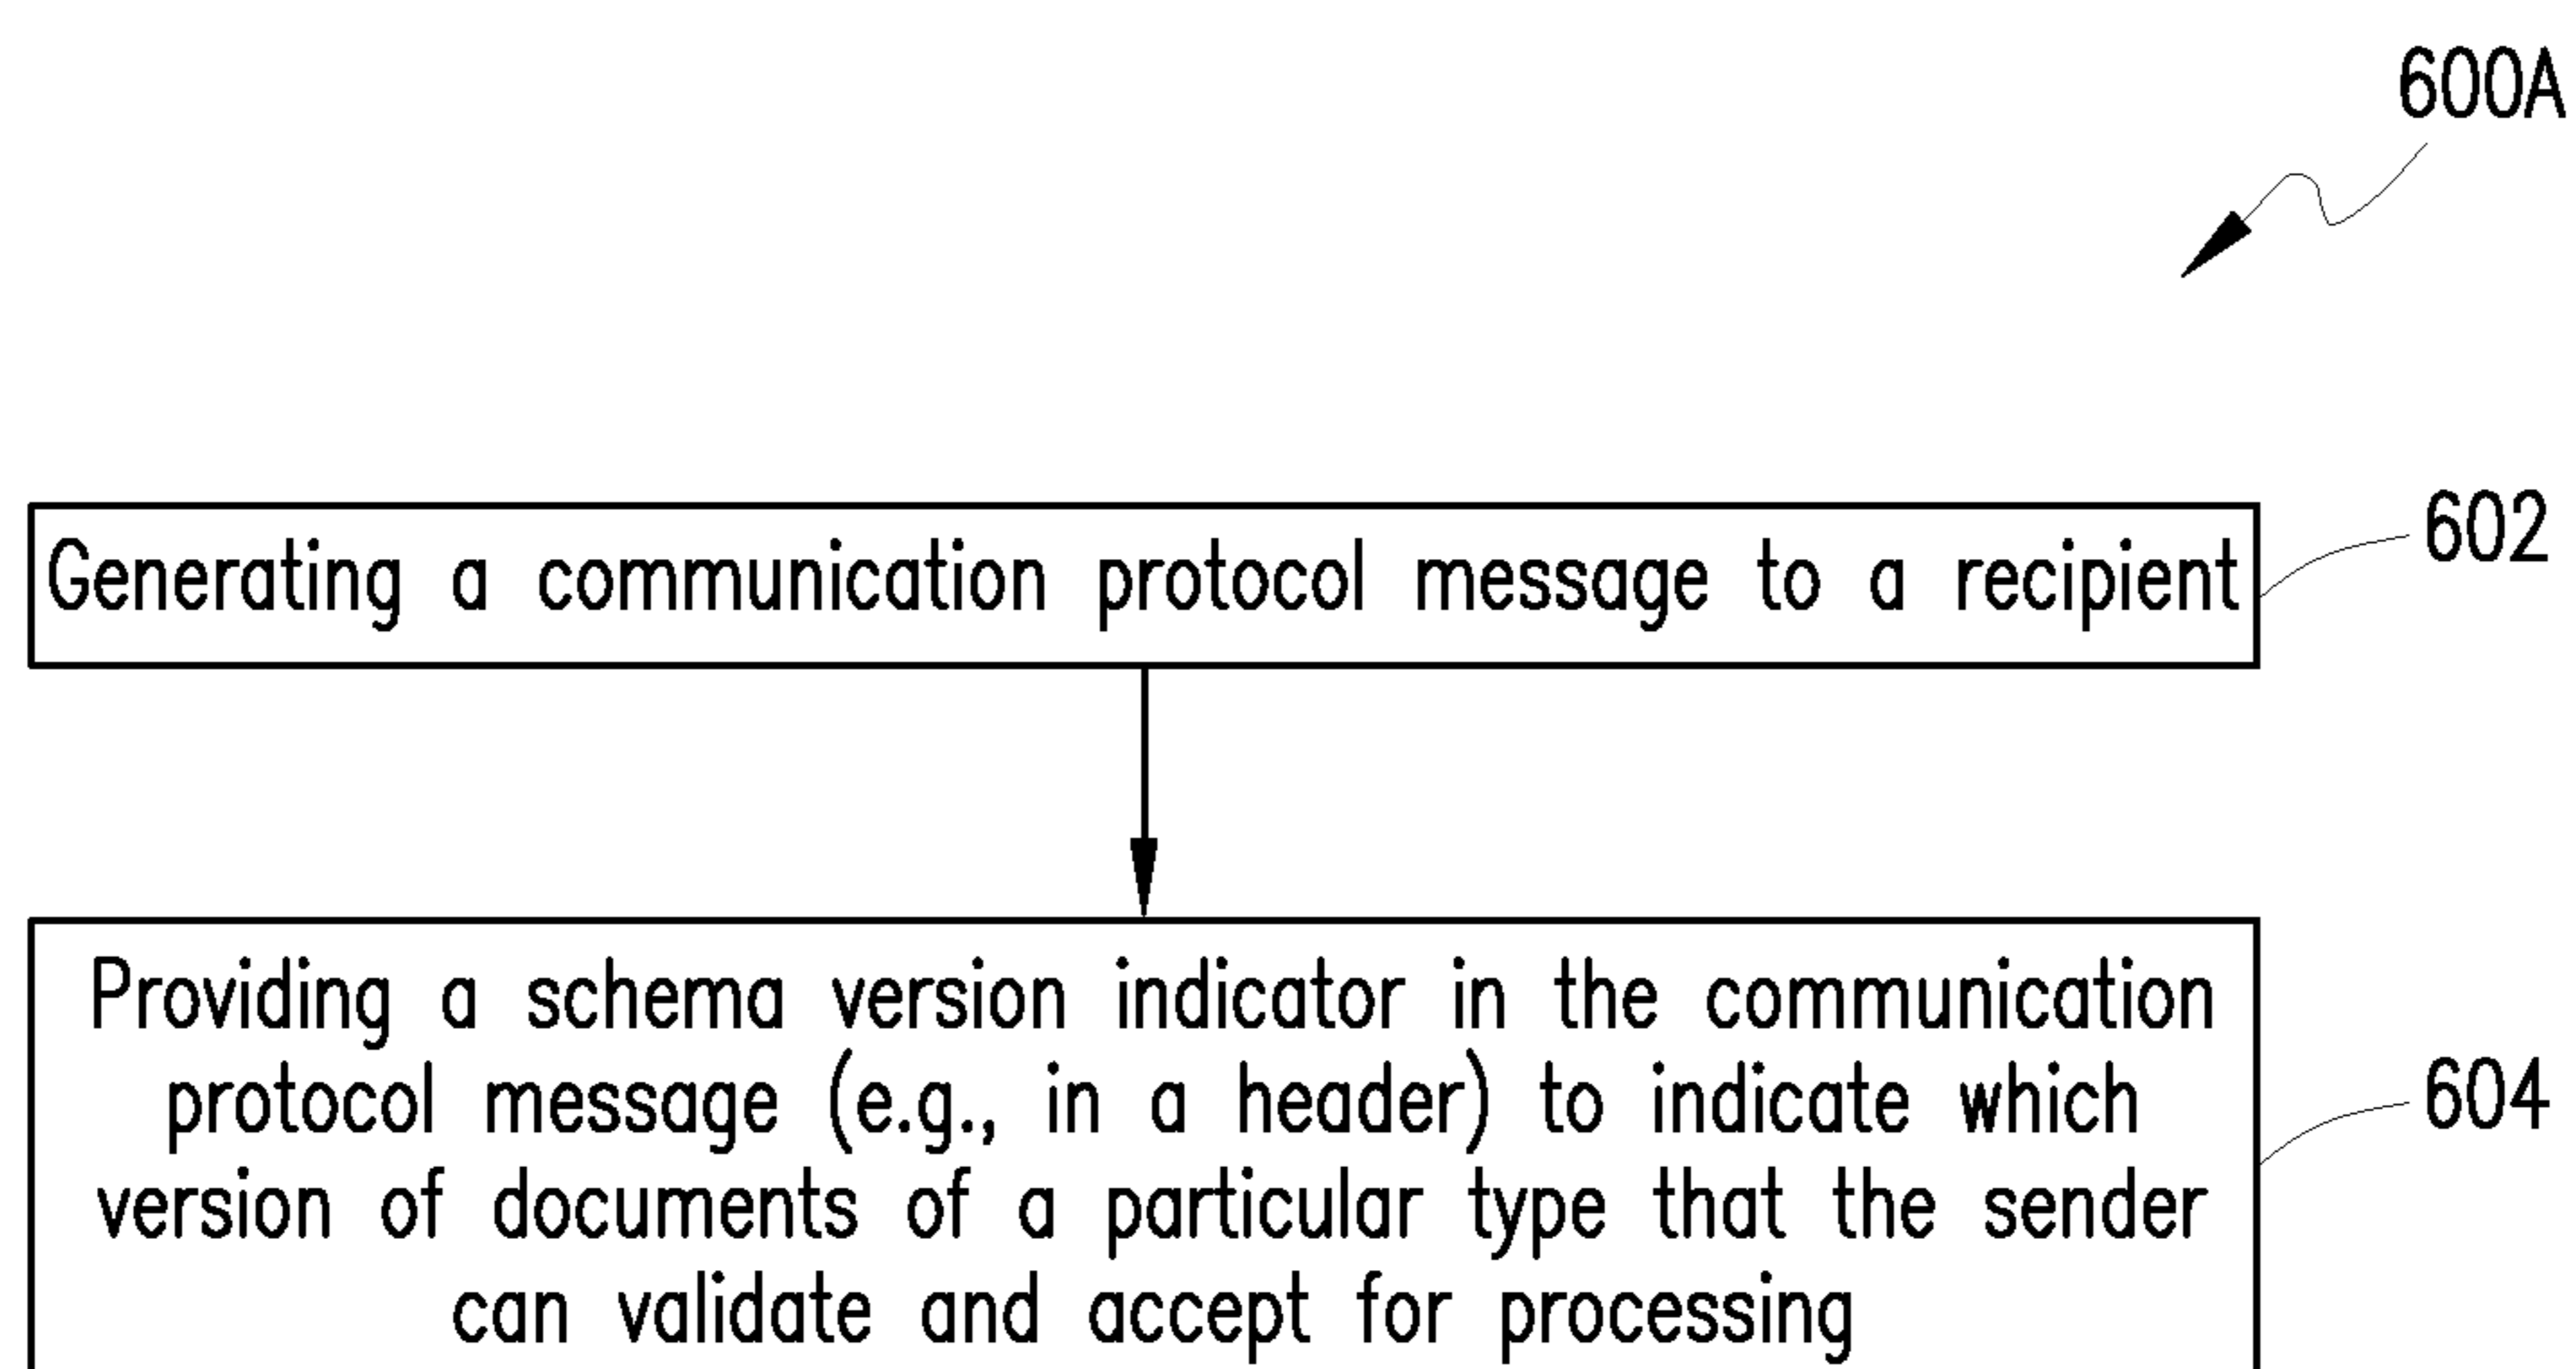 600A
Generating a communication protocol message to a recipient
602
Providing a schema version indicator in the communication
protocol message (e.g., in a header) to indicate which
version of documents of a particular type that the sender
can validate and accept for processing
604